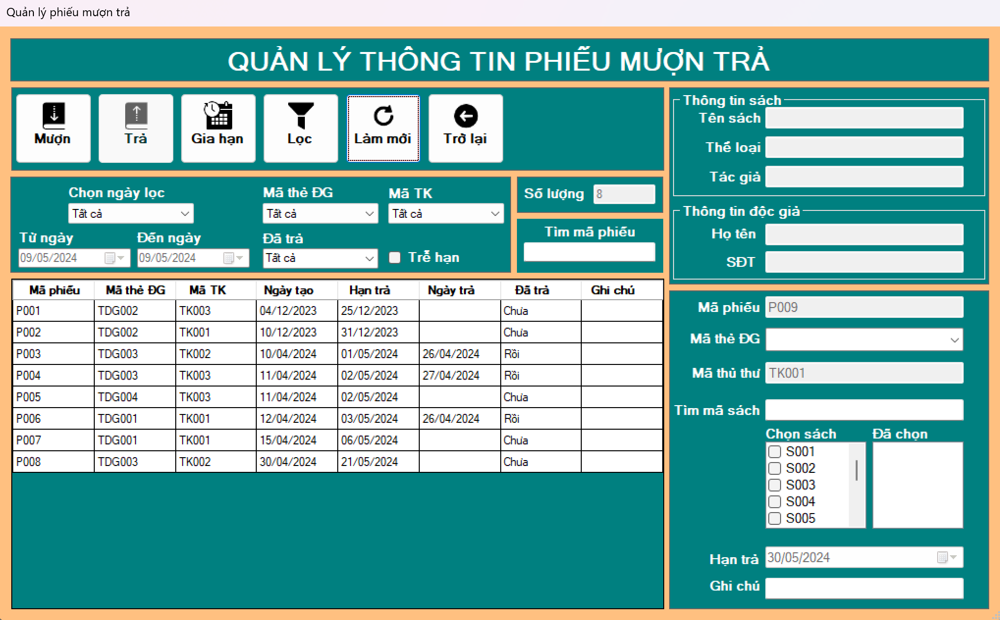 Quản lý phiếu mượn trả
QUẢN LÝ THÔNG TIN PHIẾU MƯỢN TRẢ
Mượn Trả Gia hạn Lọc Làm mới Trở lại
Chọn ngày lọc Mã thẻ ĐG Mã TK
Tất cả Tất cả Tất cả
Từ ngày Đến ngày Đã trả
09/05/2024 09/05/2024 Tất cả Trễ hạn
Số lượng 8
Tìm mã phiếu
Mã phiếu Mã thẻ ĐG Mã TK Ngày tạo Hạn trả Ngày trả Đã trả Ghi chú
P001 TDG002 TK003 04/12/2023 25/12/2023 Chưa
P002 TDG002 TK001 10/12/2023 31/12/2023 Chưa
P003 TDG003 TK002 10/04/2024 01/05/2024 26/04/2024 Rồi
P004 TDG003 TK003 11/04/2024 02/05/2024 27/04/2024 Rồi
P005 TDG004 TK003 11/04/2024 02/05/2024 Chưa
P006 TDG001 TK001 12/04/2024 03/05/2024 26/04/2024 Rồi
P007 TDG001 TK001 15/04/2024 06/05/2024 Chưa
P008 TDG003 TK002 30/04/2024 21/05/2024 Chưa
Thông tin sách
Tên sách
Thể loại
Tác giả
Thông tin độc giả
Họ tên
SĐT
Mã phiếu P009
Mã thẻ ĐG
Mã thủ thư TK001
Tìm mã sách
Chọn sách Đã chọn
S001
S002
S003
S004
S005
Hạn trả 30/05/2024
Ghi chú